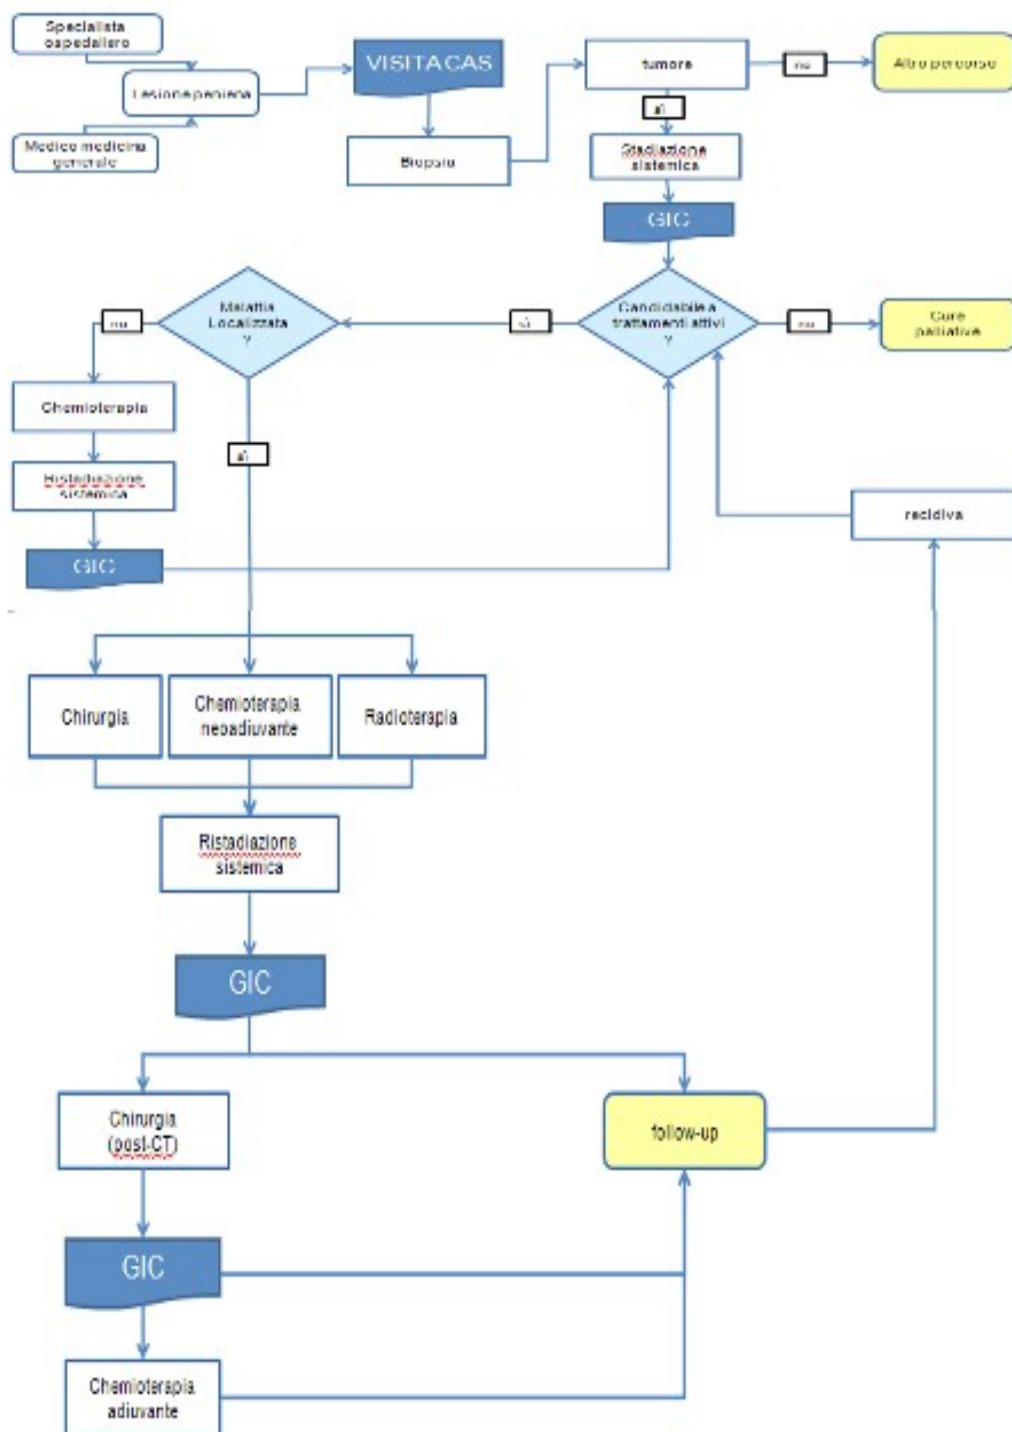 Specialista
ospedaliero
VISITA CAS
tumore
no
Altro percorso
Lesione peniena
Medico medicina
generale
Biopsia
sì
Stadiazione
sistemica
GIC
Malattia
Localizzata
?
Candidabile a
trattamenti attivi
?
no
sì
no
Cure
palliative
Chemioterapia
sì
Ristadiazione
sistemica
recidiva
GIC
Chirurgia
Chemioterapia
neoadiuvante
Radioterapia
Ristadiazione
sistemica
GIC
Chirurgia
(post-CT)
follow-up
GIC
Chemioterapia
adiuvante